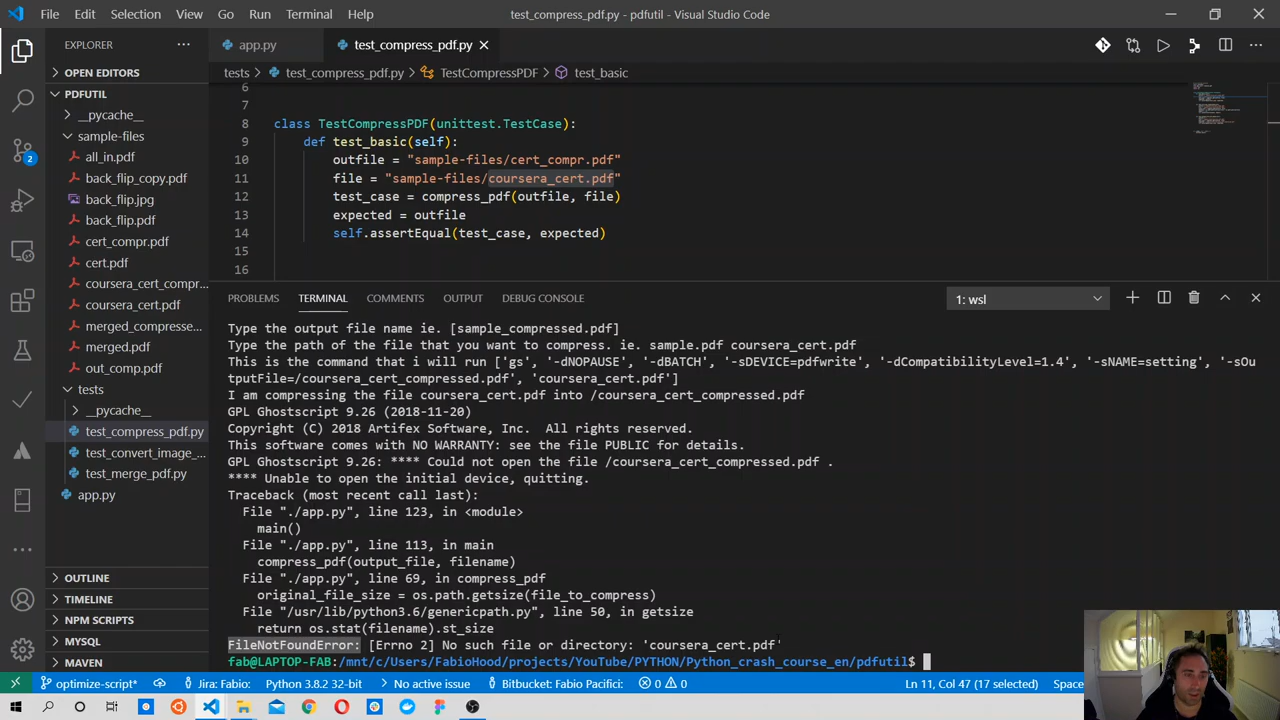 File Edit Selection View Go Run Terminal Help
test_compress_pdf.py - pdfutil - Visual Studio Code
EXPLORER
OPEN EDITORS
PDFUTIL
__pycache__
sample-files
all_in.pdf
back_flip_copy.pdf
back_flip.jpg
back_flip.pdf
cert_compr.pdf
cert.pdf
coursera_cert_compr...
coursera_cert.pdf
merged_compresse...
merged.pdf
out_comp.pdf
tests
__pycache__
test_compress_pdf.py
test_convert_image_...
test_merge_pdf.py
app.py
OUTLINE
TIMELINE
NPM SCRIPTS
MYSQL
MAVEN
2
app.py
test_compress_pdf.py
tests > test_compress_pdf.py > TestCompressPDF > test_basic
6
7
8 class TestCompressPDF(unittest.TestCase):
9 def test_basic(self):
10 outfile = "sample-files/cert_compr.pdf"
11 file = "sample-files/coursera_cert.pdf"
12 test_case = compress_pdf(outfile, file)
13 expected = outfile
14 self.assertEqual(test_case, expected)
15
16
PROBLEMS TERMINAL COMMENTS OUTPUT DEBUG CONSOLE
1: wsl
Type the output file name ie. [sample_compressed.pdf]
Type the path of the file that you want to compress. ie. sample.pdf coursera_cert.pdf
This is the command that i will run ['gs', '-dNOPAUSE', '-dBATCH', '-sDEVICE=pdfwrite', '-dCompatibilityLevel=1.4', '-sNAME=setting', '-sOu
tputFile=/coursera_cert_compressed.pdf', 'coursera_cert.pdf']
I am compressing the file coursera_cert.pdf into /coursera_cert_compressed.pdf
GPL Ghostscript 9.26 (2018-11-20)
Copyright (C) 2018 Artifex Software, Inc.  All rights reserved.
This software comes with NO WARRANTY: see the file PUBLIC for details.
GPL Ghostscript 9.26: **** Could not open the file /coursera_cert_compressed.pdf .
**** Unable to open the initial device, quitting.
Traceback (most recent call last):
File "./app.py", line 123, in <module>
main()
File "./app.py", line 113, in main
compress_pdf(output_file, filename)
File "./app.py", line 69, in compress_pdf
original_file_size = os.path.getsize(file_to_compress)
File "/usr/lib/python3.6/genericpath.py", line 50, in getsize
return os.stat(filename).st_size
FileNotFoundError: [Errno 2] No such file or directory: 'coursera_cert.pdf'
fab@LAPTOP-FAB:/mnt/c/Users/FabioHood/projects/YouTube/PYTHON/Python_crash_course_en/pdfutil$
optimize-script* Jira: Fabio: Python 3.8.2 32-bit No active issue Bitbucket: Fabio Pacifici: 0 0 Ln 11, Col 47 (17 selected) Space